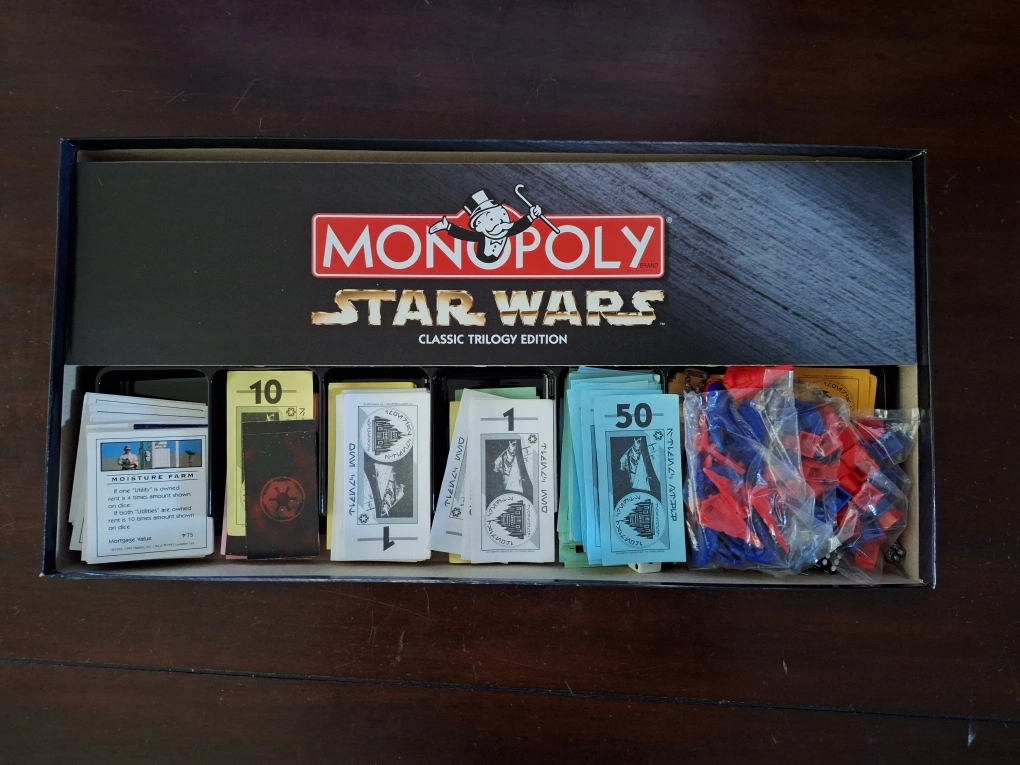 MONOPOLY
BRAND
STAR WARS
CLASSIC TRILOGY EDITION
10
1
50
1
MOISTURE FARM
If one "Utility" is owned
rent is 4 times amount shown
on dice.
If both "Utilities" are owned
rent is 10 times amount shown
on dice.
Mortgage Value
75